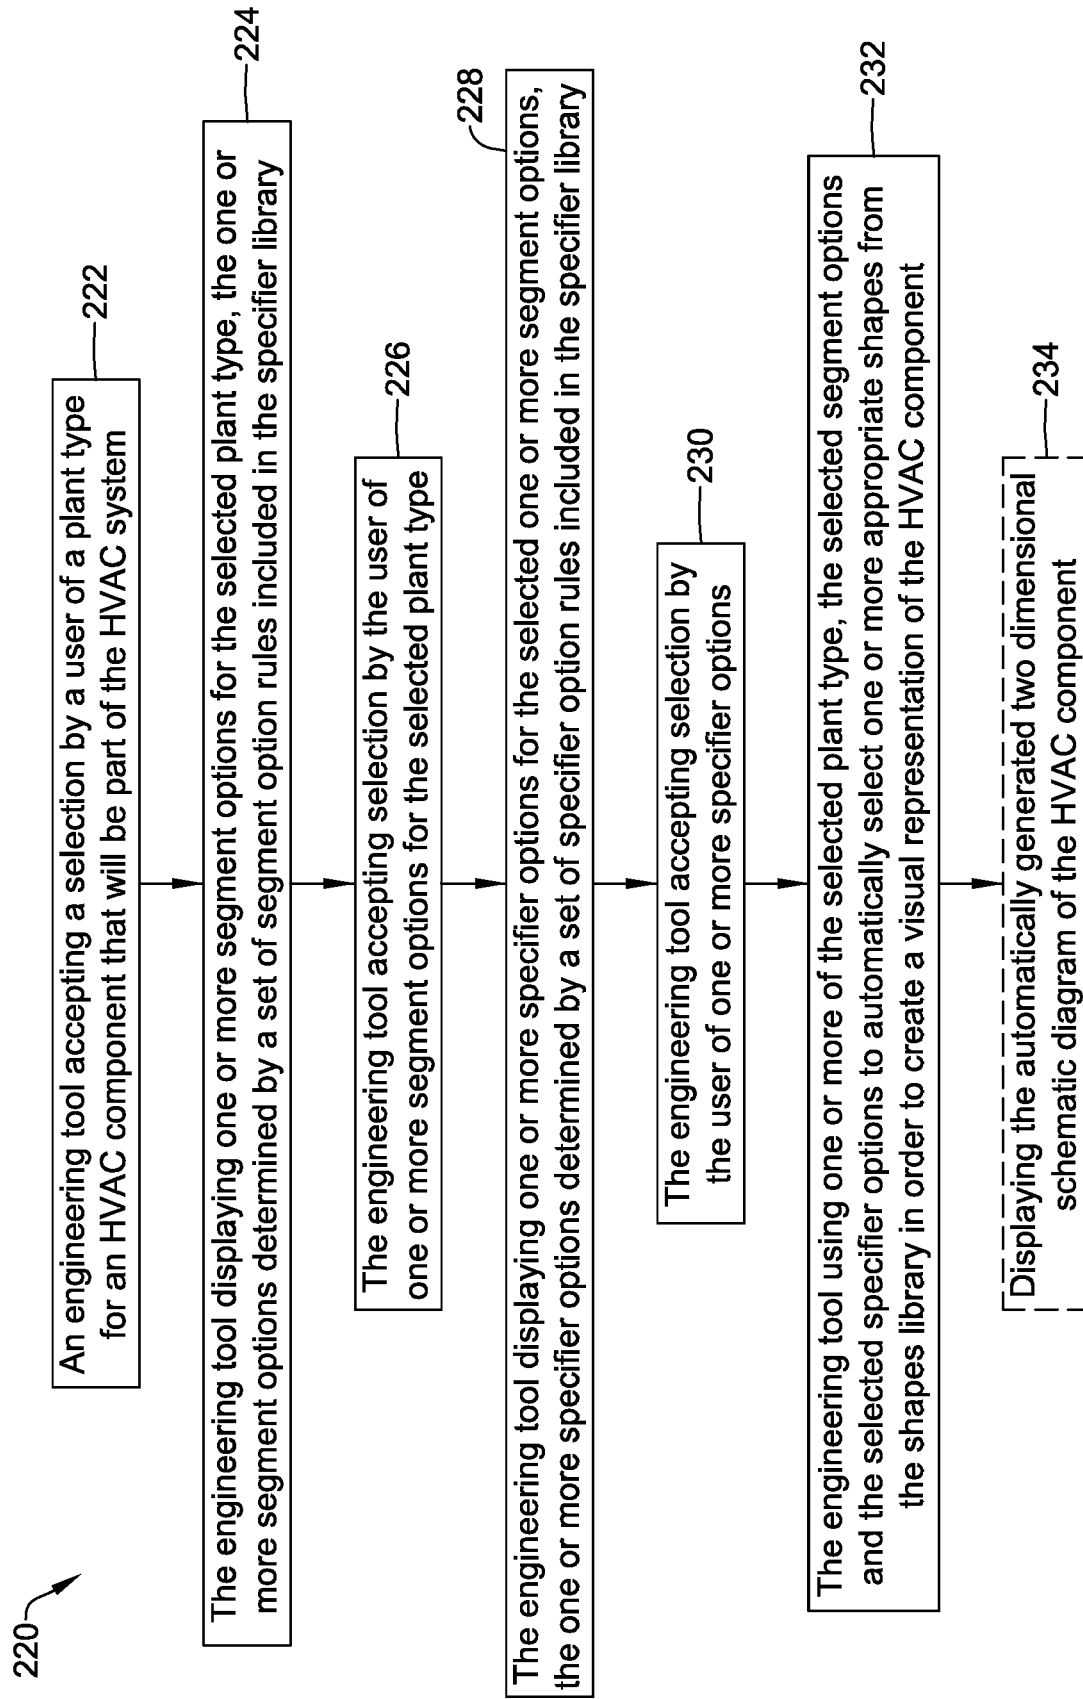 220
222
An engineering tool accepting a selection by a user of a plant type
for an HVAC component that will be part of the HVAC system
224
The engineering tool displaying one or more segment options for the selected plant type, the one or
more segment options determined by a set of segment option rules included in the specifier library
226
The engineering tool accepting selection by the user of
one or more segment options for the selected plant type
228
The engineering tool displaying one or more specifier options for the selected one or more segment options,
the one or more specifier options determined by a set of specifier option rules included in the specifier library
230
The engineering tool accepting selection by
the user of one or more specifier options
232
The engineering tool using one or more of the selected plant type, the selected segment options
and the selected specifier options to automatically select one or more appropriate shapes from
the shapes library in order to create a visual representation of the HVAC component
234
Displaying the automatically generated two dimensional
schematic diagram of the HVAC component